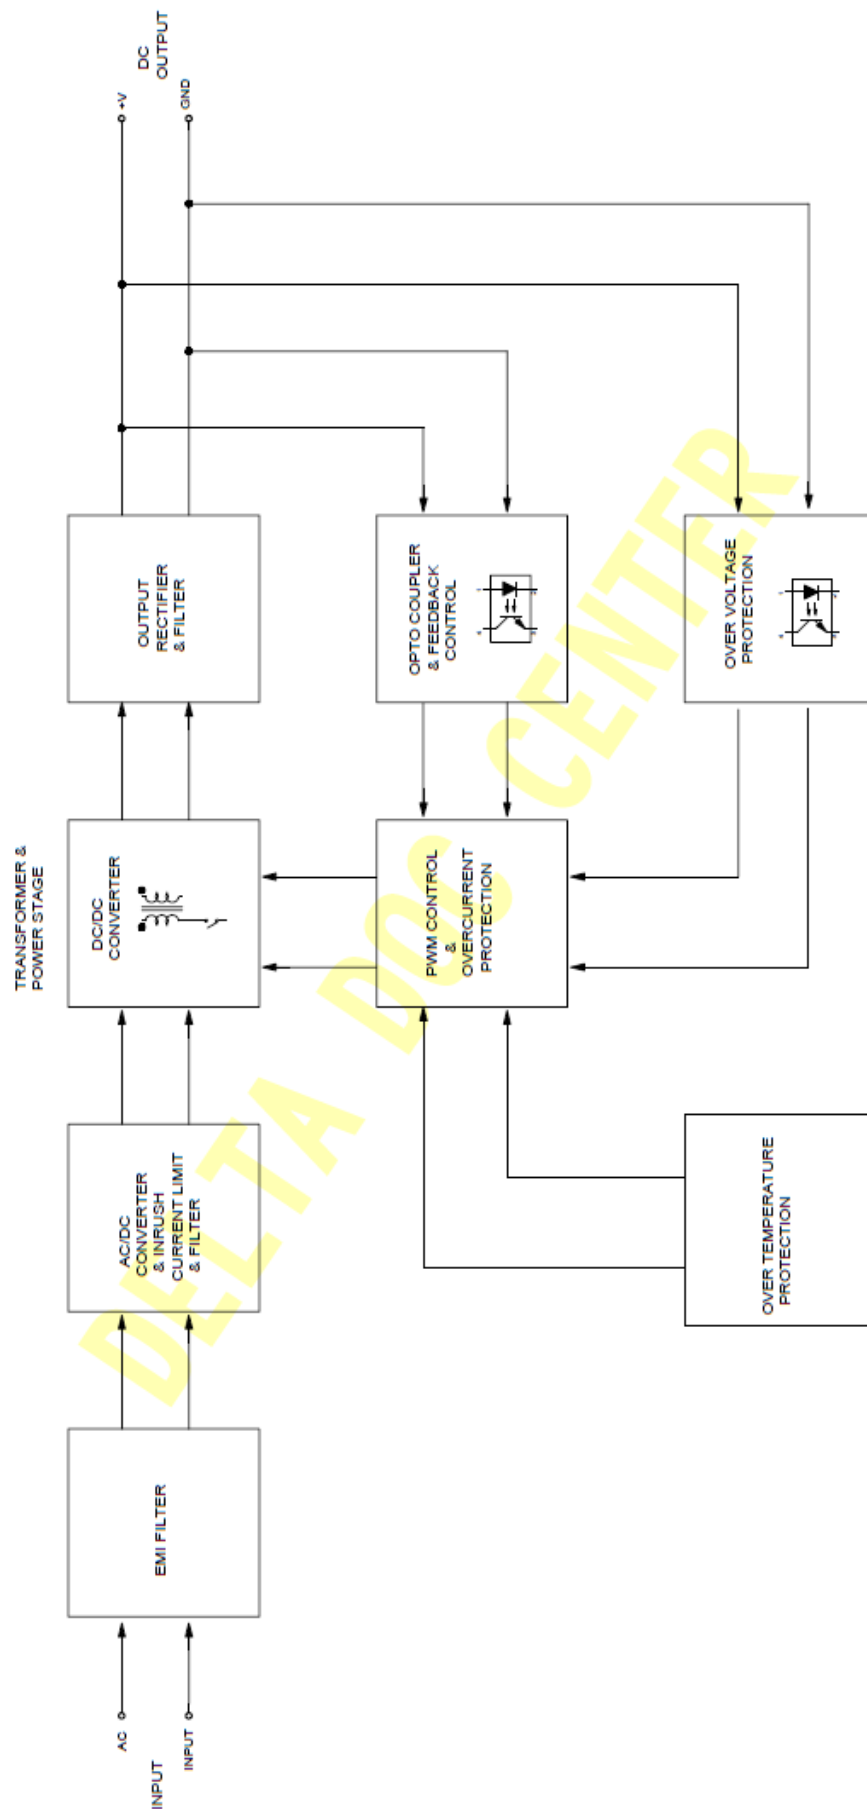 TRANSFORMER &
POWER STAGE
INPUT
AC
INPUT
EMI FILTER
AC/DC
CONVERTER
& INRUSH
CURRENT LIMIT
& FILTER
DC/DC
CONVERTER
OUTPUT
RECTIFIER
& FILTER
+V
GND
DC
OUTPUT
PWM CONTROL
&
OVERCURRENT
PROTECTION
OPTO COUPLER
& FEEDBACK
CONTROL
OVER TEMPERATURE
PROTECTION
OVER VOLTAGE
PROTECTION
DELTA DOC CENTER